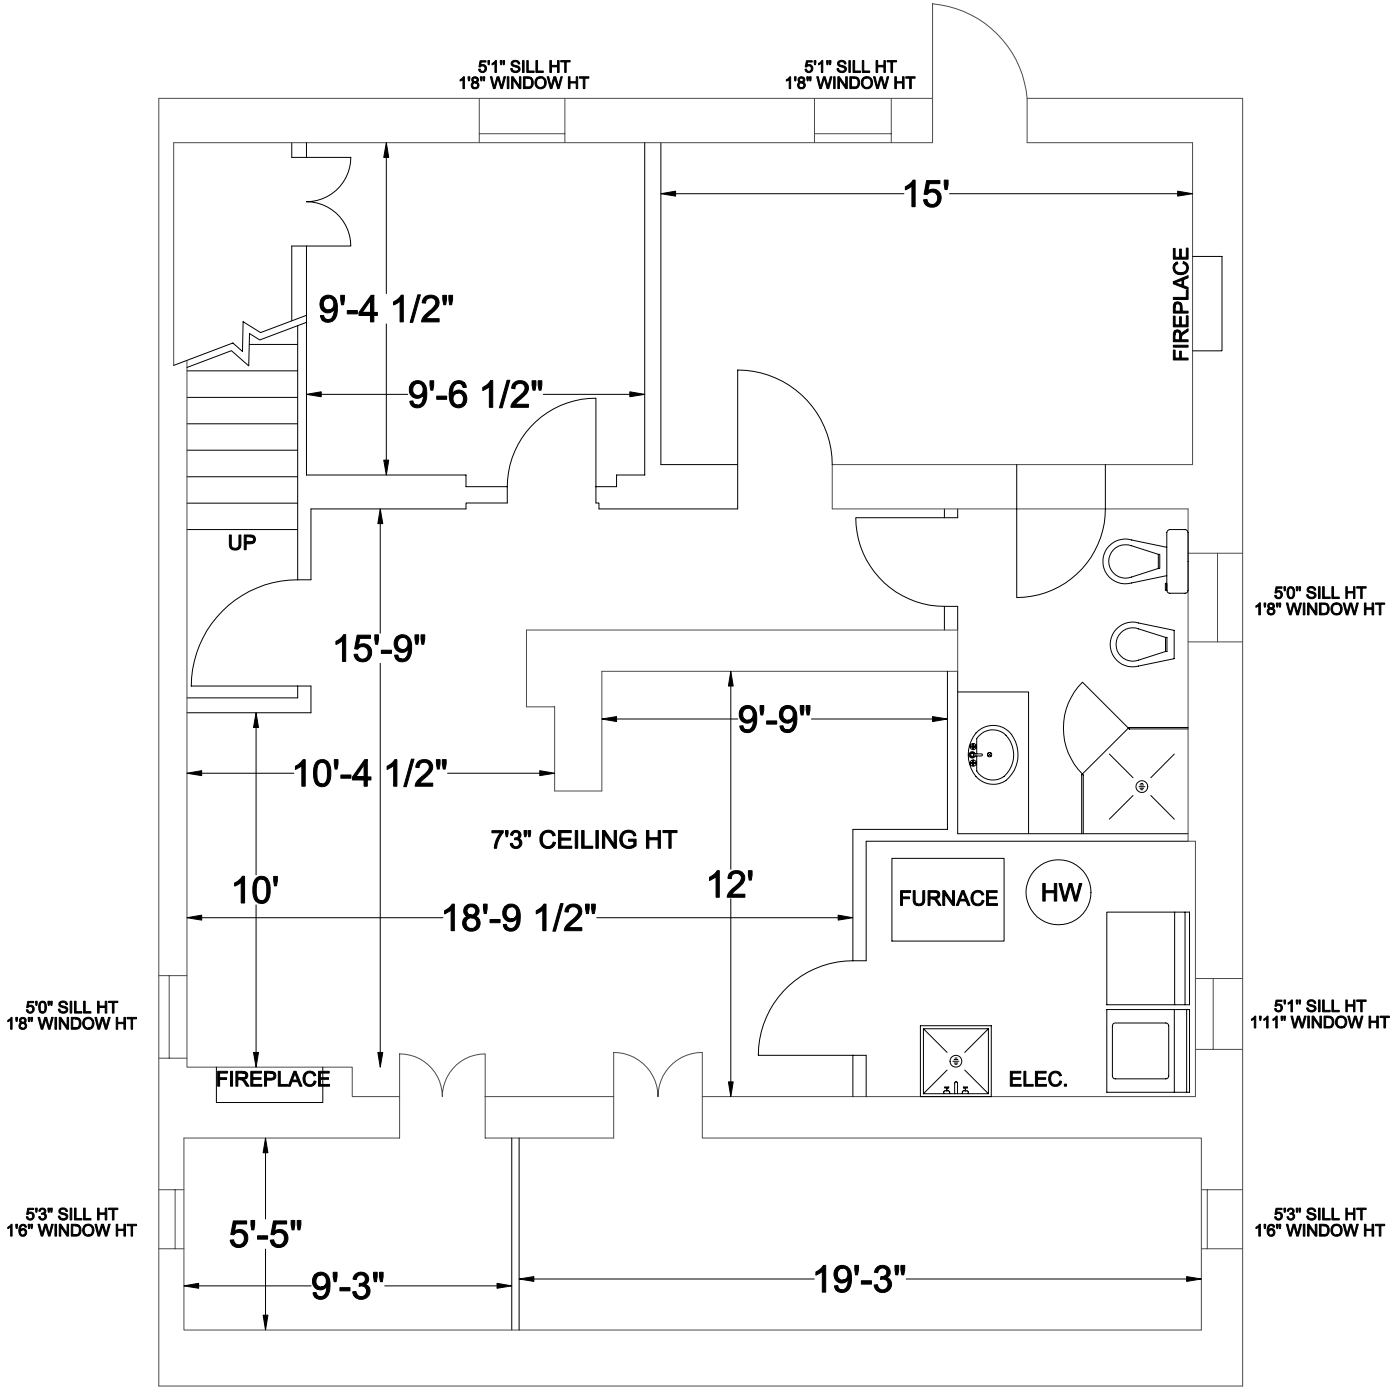 5'1" SILL HT
1'8" WINDOW HT
5'1" SILL HT
1'8" WINDOW HT
15'
FIREPLACE
9'-4 1/2"
9'-6 1/2"
UP
5'0" SILL HT
1'8" WINDOW HT
15'-9"
9'-9"
10'-4 1/2"
7'3" CEILING HT
10'
12'
FURNACE
HW
18'-9 1/2"
5'0" SILL HT
1'8" WINDOW HT
5'1" SILL HT
1'11" WINDOW HT
FIREPLACE
ELEC.
5'3" SILL HT
1'6" WINDOW HT
5'-5"
5'3" SILL HT
1'6" WINDOW HT
9'-3"
19'-3"